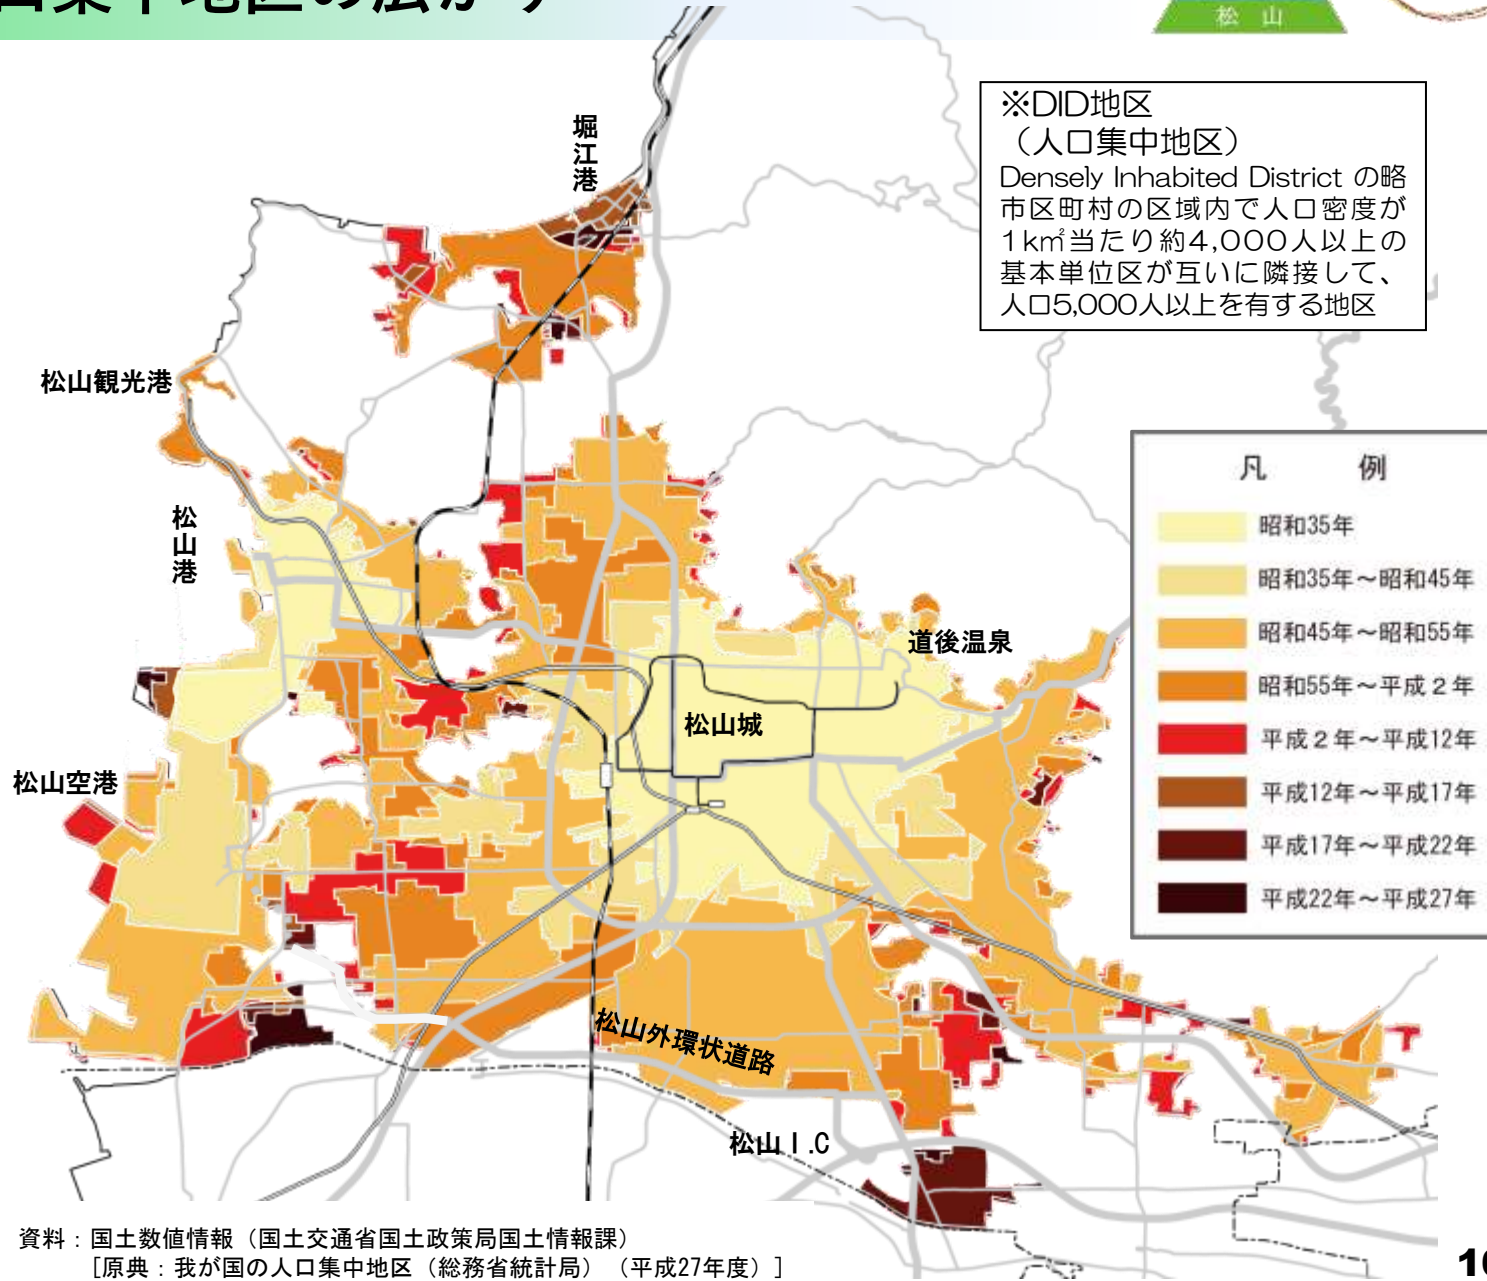 口集中地区の広がり
松 山
※DID地区
（人口集中地区）
Densely Inhabited District の略
市区町村の区域内で人口密度が
1k㎡当たり約4,000人以上の
基本単位区が互いに隣接して、
人口5,000人以上を有する地区
堀江港
松山観光港
松山港
道後温泉
松山城
松山空港
松山外環状道路
松山Ｉ.C
凡 例
昭和35年
昭和35年～昭和45年
昭和45年～昭和55年
昭和55年～平成２年
平成２年～平成12年
平成12年～平成17年
平成17年～平成22年
平成22年～平成27年
資料：国土数値情報（国土交通省国土政策局国土情報課）
［原典：我が国の人口集中地区（総務省統計局）（平成27年度）］